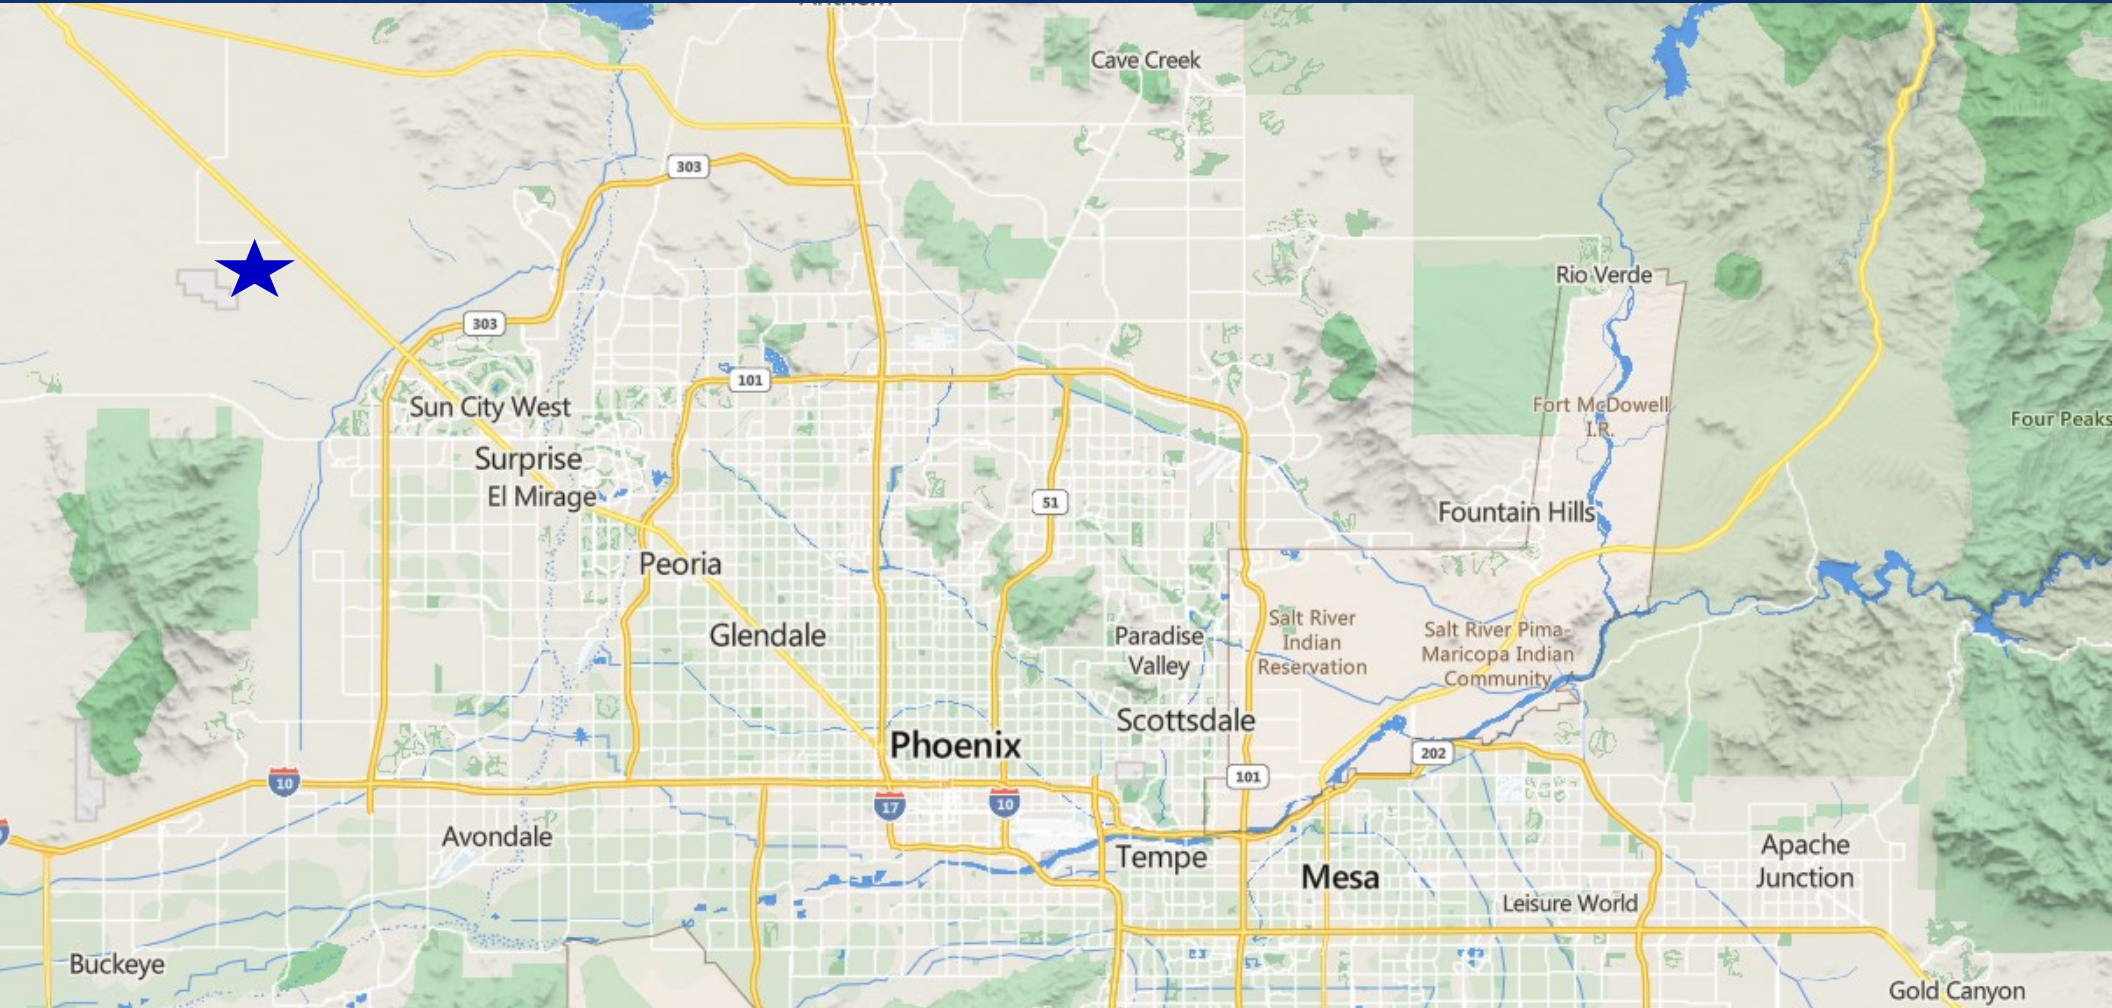 Cave Creek
303
Rio Verde
303
101
Sun City West
Fort McDowell
I.R.
Four Peaks
Surprise
El Mirage
51
Fountain Hills
Peoria
Glendale
Paradise
Valley
Salt River
Indian
Reservation
Salt River Pima-
Maricopa Indian
Community
Scottsdale
Phoenix
202
101
10
17
10
Avondale
Tempe
Apache
Junction
Mesa
Leisure World
Buckeye
Gold Canyon